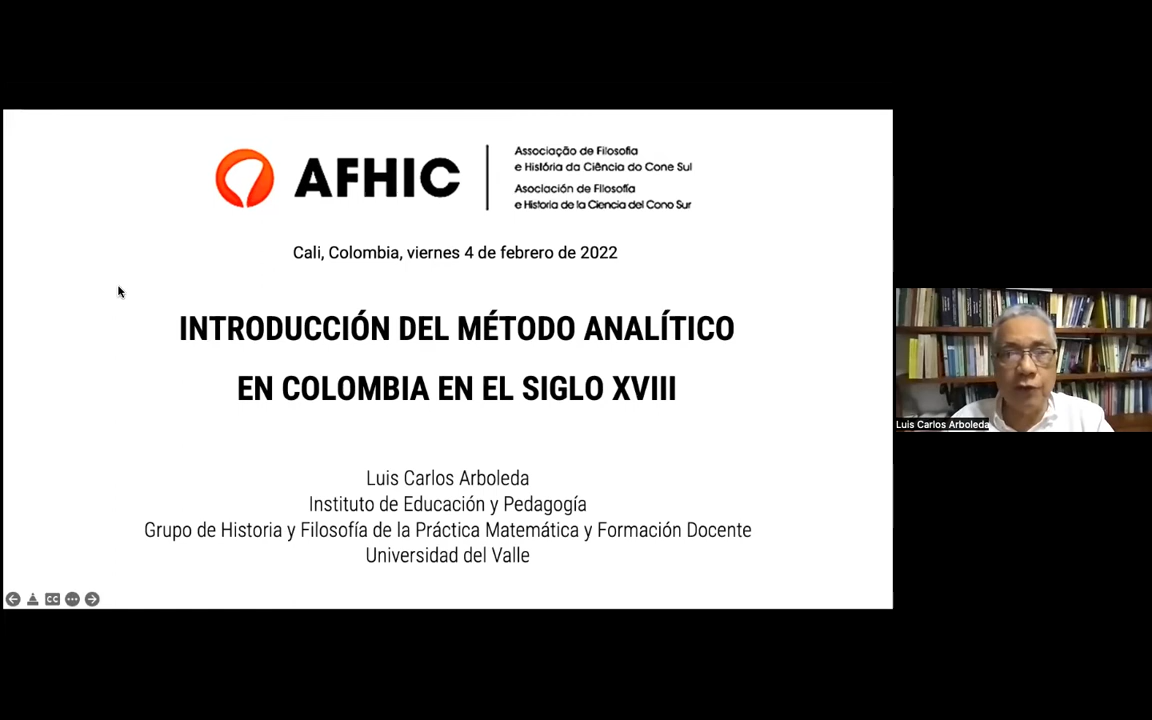 AFHIC
Associação de Filosofia
e História da Ciência do Cone Sul
Asociación de Filosofía
e Historia de la Ciencia del Cono Sur
Cali, Colombia, viernes 4 de febrero de 2022
INTRODUCCIÓN DEL MÉTODO ANALÍTICO
EN COLOMBIA EN EL SIGLO XVIII
Luis Carlos Arboleda
Instituto de Educación y Pedagogía
Grupo de Historia y Filosofía de la Práctica Matemática y Formación Docente
Universidad del Valle
CC
Luis Carlos Arboleda